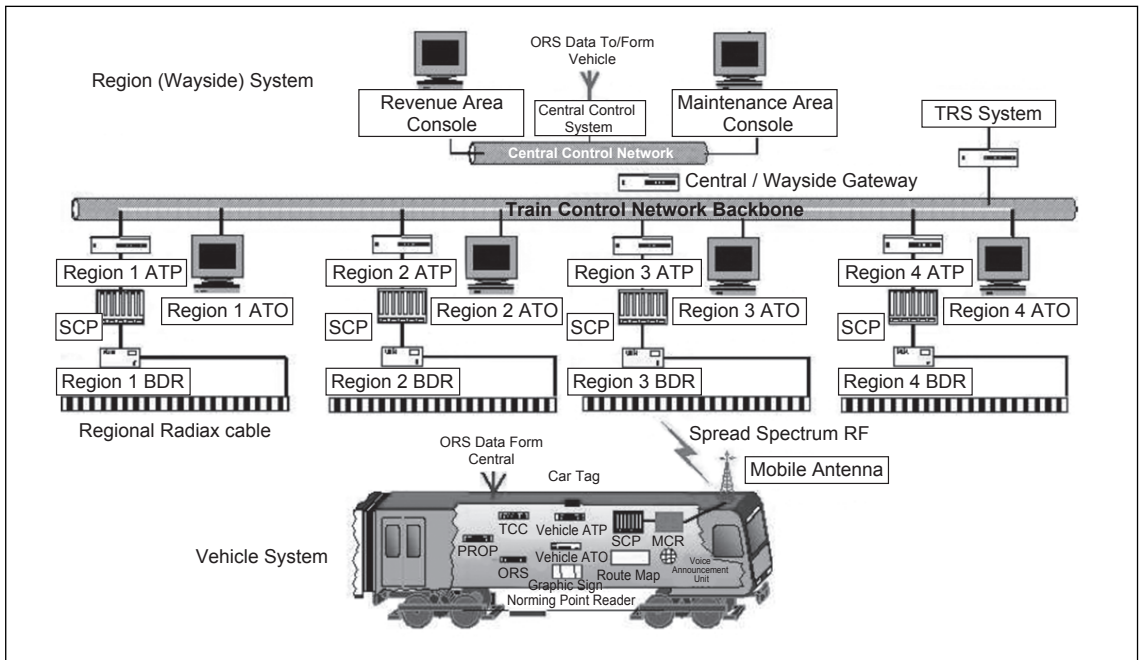 ORS Data To/Form
Vehicle
Region (Wayside) System
Revenue Area
Console
Central Control
System
Maintenance Area
Console
TRS System
Central Control Network
Central / Wayside Gateway
Train Control Network Backbone
Region 1 ATP
Region 2 ATP
Region 3 ATP
Region 4 ATP
Region 1 ATO
Region 2 ATO
Region 3 ATO
Region 4 ATO
SCP
SCP
SCP
SCP
Region 1 BDR
Region 2 BDR
Region 3 BDR
Region 4 BDR
Regional Radiax cable
Spread Spectrum RF
ORS Data Form
Central
Car Tag
Mobile Antenna
Vehicle System
TCC
Vehicle ATP
SCP
MCR
PROP
Vehicle ATO
ORS
Route Map
Voice
Announcement
Unit
Graphic Sign
Norming Point Reader